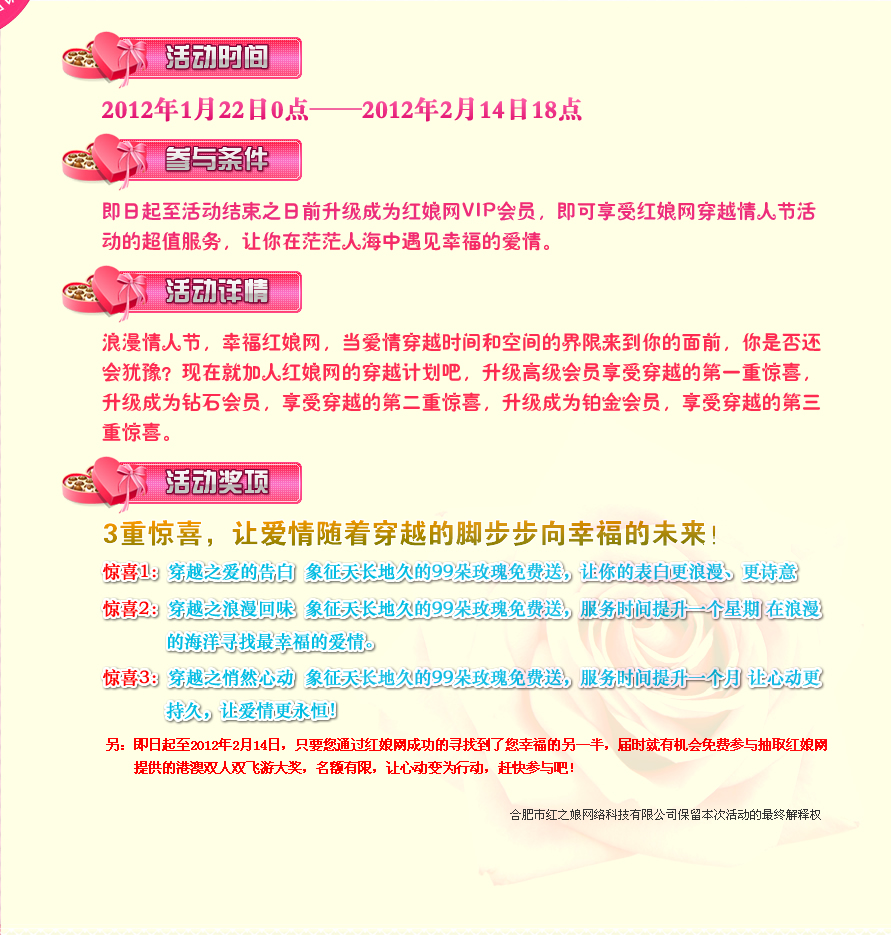 活动时间
2012年1月22日0点——2012年2月14日18点
参与条件
即日起至活动结束之日前升级成为红娘网VIP会员，即可享受红娘网穿越情人节活
动的超值服务，让你在茫茫人海中遇见幸福的爱情。
活动详情
浪漫情人节，幸福红娘网，当爱情穿越时间和空间的界限来到你的面前，你是否还
会犹豫？现在就加入红娘网的穿越计划吧，升级高级会员享受穿越的第一重惊喜，
升级成为钻石会员，享受穿越的第二重惊喜，升级成为铂金会员，享受穿越的第三
重惊喜。
活动奖项
3重惊喜，让爱情随着穿越的脚步步向幸福的未来！
惊喜1：穿越之爱的告白 象征天长地久的99朵玫瑰免费送，让你的表白更浪漫、更诗意
惊喜2：穿越之浪漫回味 象征天长地久的99朵玫瑰免费送，服务时间提升一个星期 在浪漫
的海洋寻找最幸福的爱情。
惊喜3：穿越之悄然心动 象征天长地久的99朵玫瑰免费送，服务时间提升一个月 让心动更
持久，让爱情更永恒！
另：即日起至2012年2月14日，只要您通过红娘网成功的寻找到了您幸福的另一半，届时就有机会免费参与抽取红娘网
提供的港澳双人双飞游大奖，名额有限，让心动变为行动，赶快参与吧！
合肥市红之娘网络科技有限公司保留本次活动的最终解释权